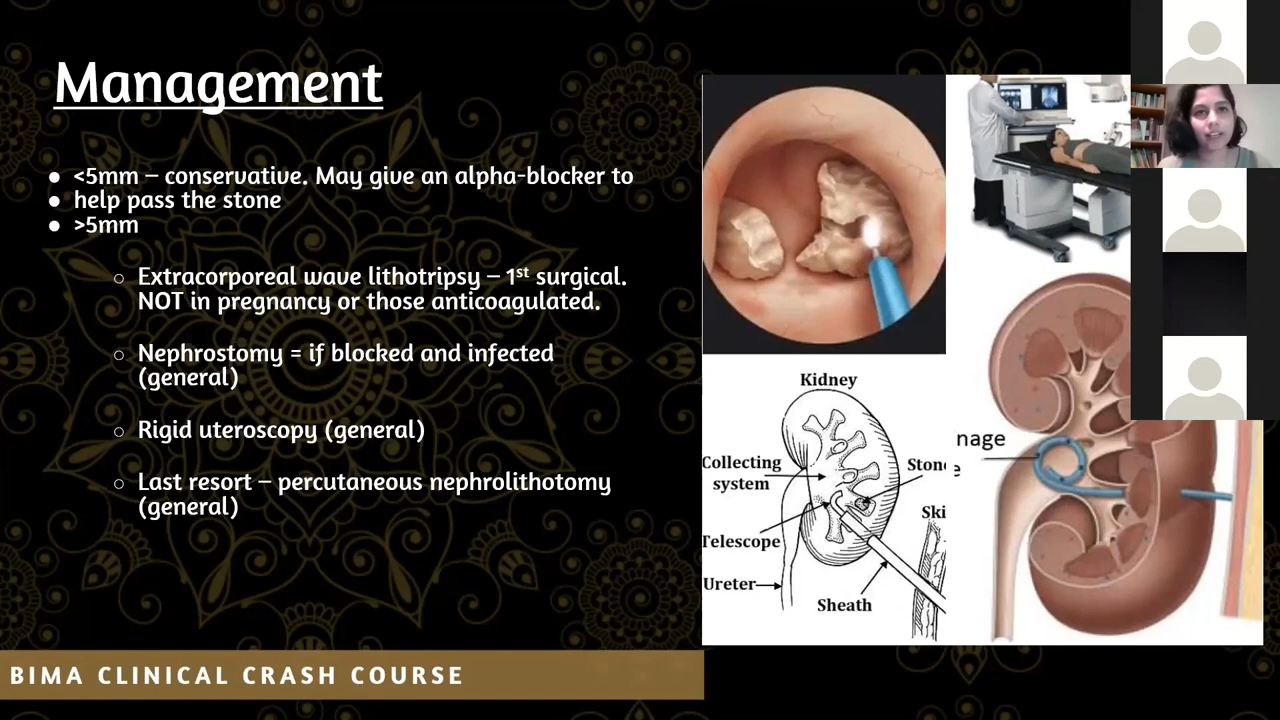 Management
<5mm – conservative. May give an alpha-blocker to
help pass the stone
>5mm
Extracorporeal wave lithotripsy – 1st surgical.
NOT in pregnancy or those anticoagulated.
Nephrostomy = if blocked and infected
(general)
Rigid uteroscopy (general)
Last resort – percutaneous nephrolithotomy
(general)
BIMA CLINICAL CRASH COURSE
Kidney
Collecting
system
Telescope
Ureter
Sheath